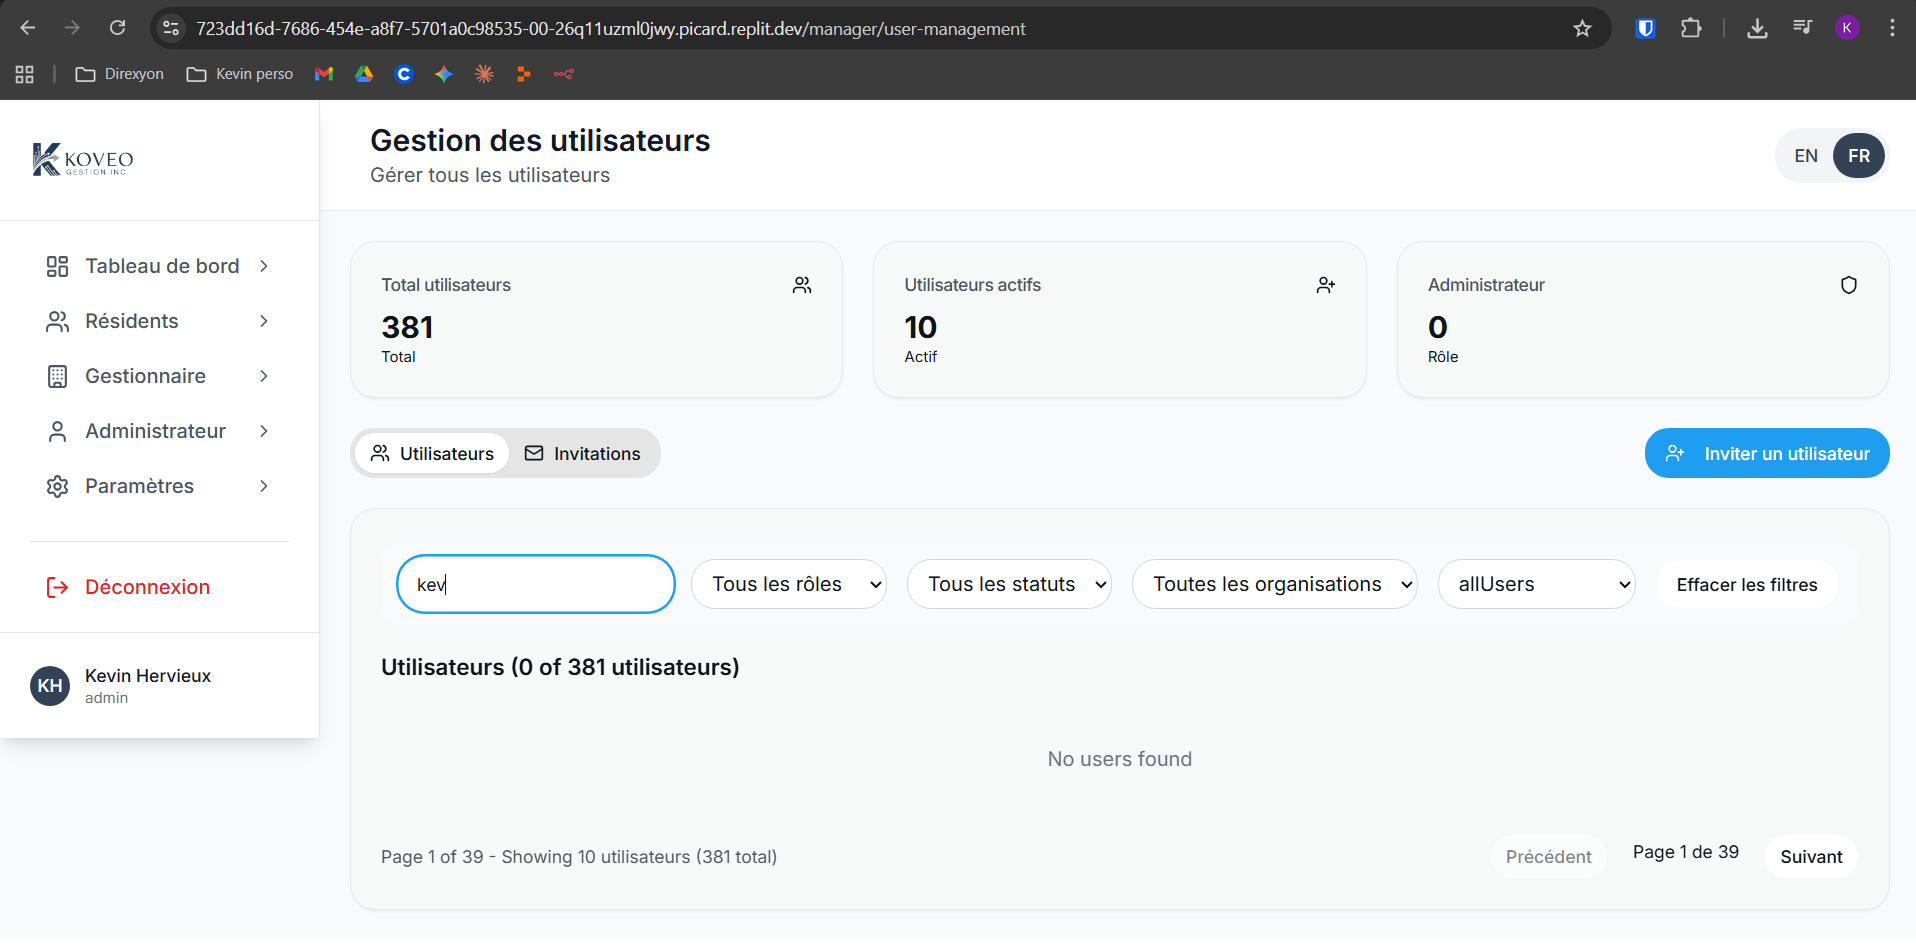 723dd16d-7686-454e-a8f7-5701a0c98535-00-26q11uzml0jwy.picard.replit.dev/manager/user-management
K
Direxyon
Kevin perso
KOVEO
GESTION INC.
Gestion des utilisateurs
Gérer tous les utilisateurs
EN
FR
Tableau de bord
Résidents
Gestionnaire
Administrateur
Paramètres
Déconnexion
KH
Kevin Hervieux
admin
Total utilisateurs
381
Total
Utilisateurs actifs
10
Actif
Administrateur
0
Rôle
Utilisateurs
Invitations
Inviter un utilisateur
kev
Tous les rôles
Tous les statuts
Toutes les organisations
allUsers
Effacer les filtres
Utilisateurs (0 of 381 utilisateurs)
No users found
Page 1 of 39 - Showing 10 utilisateurs (381 total)
Précédent
Page 1 de 39
Suivant